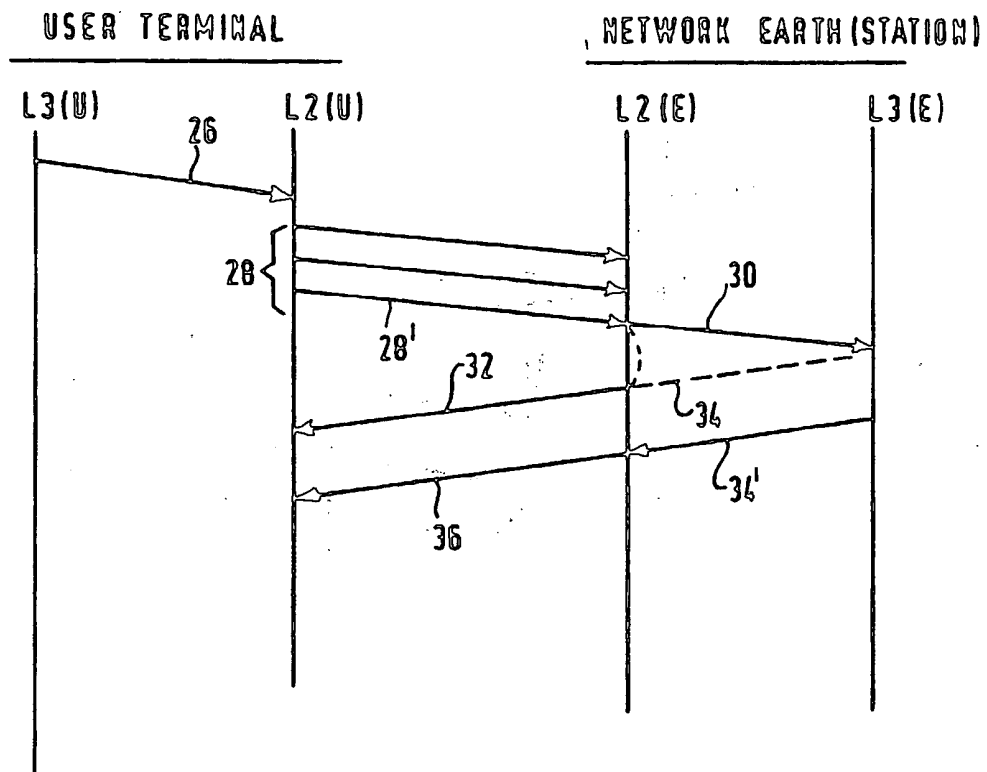 USER TERMINAL
NETWORK EARTH (STATION)
L3(U)
L2(U)
L2(E)
L3(E)
26
28
28'
30
32
34
34'
36